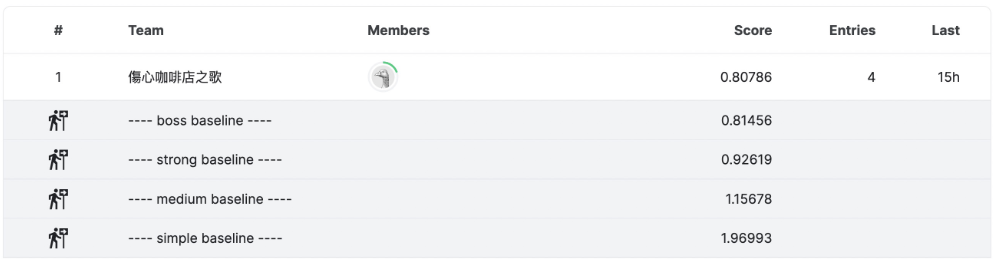 # Team Members Score Entries Last
1 傷心咖啡店之歌 0.80786 4 15h
---- boss baseline ---- 0.81456
---- strong baseline ---- 0.92619
---- medium baseline ---- 1.15678
---- simple baseline ---- 1.96993